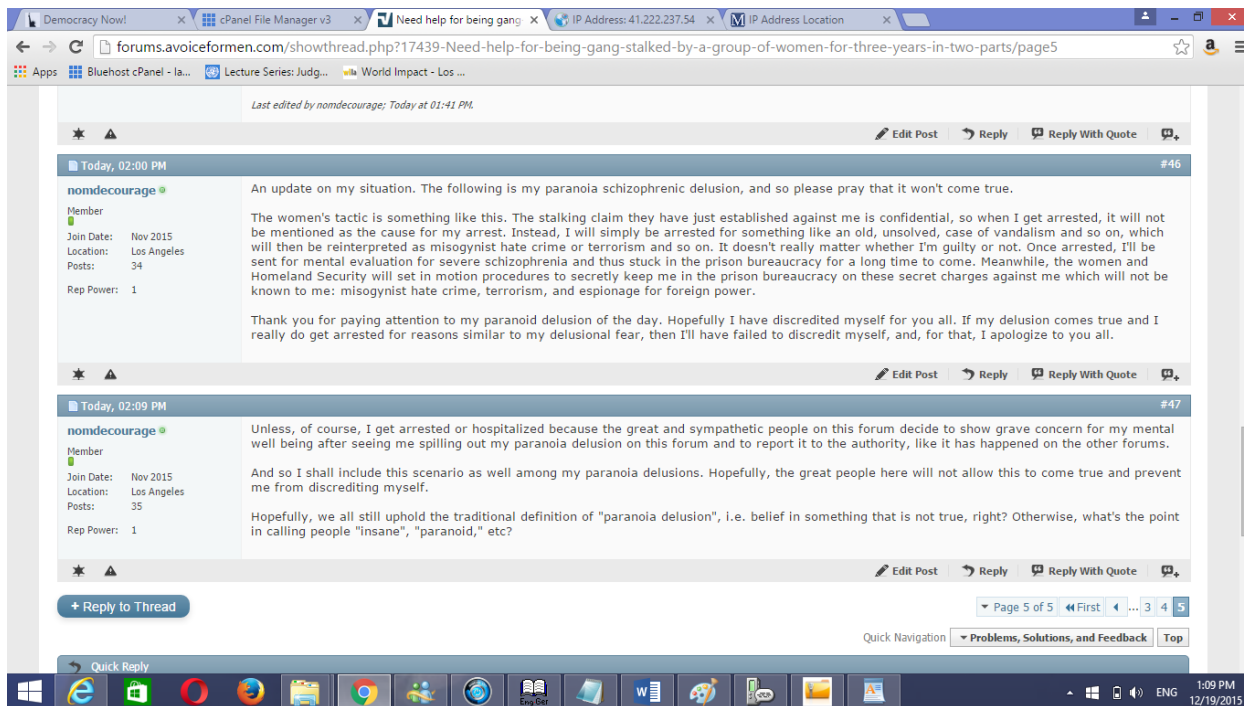 Democracy Now!
cPanel File Manager v3
Need help for being gang
IP Address: 41.222.237.54
IP Address Location
forums.avoiceformen.com/showthread.php?17439-Need-help-for-being-gang-stalked-by-a-group-of-women-for-three-years-in-two-parts/page5
Apps
Bluehost cPanel - la...
Lecture Series: Judg...
World Impact - Los ...
Last edited by nomdecourage; Today at 01:41 PM.
Edit Post Reply Reply With Quote
Today, 02:00 PM #46
nomdecourage
Member
Join Date: Nov 2015
Location: Los Angeles
Posts: 34
Rep Power: 1
An update on my situation. The following is my paranoia schizophrenic delusion, and so please pray that it won't come true.
The women's tactic is something like this. The stalking claim they have just established against me is confidential, so when I get arrested, it will not
be mentioned as the cause for my arrest. Instead, I will simply be arrested for something like an old, unsolved, case of vandalism and so on, which
will then be reinterpreted as misogynist hate crime or terrorism and so on. It doesn't really matter whether I'm guilty or not. Once arrested, I'll be
sent for mental evaluation for severe schizophrenia and thus stuck in the prison bureaucracy for a long time to come. Meanwhile, the women and
Homeland Security will set in motion procedures to secretly keep me in the prison bureaucracy on these secret charges against me which will not be
known to me: misogynist hate crime, terrorism, and espionage for foreign power.
Thank you for paying attention to my paranoid delusion of the day. Hopefully I have discredited myself for you all. If my delusion comes true and I
really do get arrested for reasons similar to my delusional fear, then I'll have failed to discredit myself, and, for that, I apologize to you all.
Edit Post Reply Reply With Quote
Today, 02:09 PM #47
nomdecourage
Member
Join Date: Nov 2015
Location: Los Angeles
Posts: 35
Rep Power: 1
Unless, of course, I get arrested or hospitalized because the great and sympathetic people on this forum decide to show grave concern for my mental
well being after seeing me spilling out my paranoia delusion on this forum and to report it to the authority, like it has happened on the other forums.
And so I shall include this scenario as well among my paranoia delusions. Hopefully, the great people here will not allow this to come true and prevent
me from discrediting myself.
Hopefully, we all still uphold the traditional definition of "paranoia delusion", i.e. belief in something that is not true, right? Otherwise, what's the point
in calling people "insane", "paranoid," etc?
Edit Post Reply Reply With Quote
+ Reply to Thread
Page 5 of 5 First ... 3 4 5
Quick Navigation Problems, Solutions, and Feedback Top
Quick Reply
Eng Ger
ENG
1:09 PM
12/19/2015